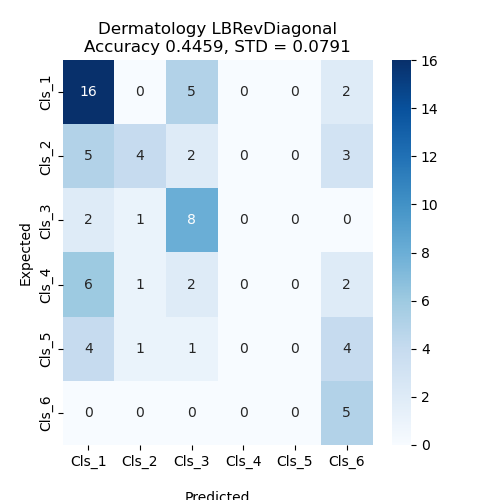 Dermatology LBRevDiagonal
Accuracy 0.4459, STD = 0.0791
Cls_1 16 0 5 0 0 2
Cls_2 5 4 2 0 0 3
Cls_3 2 1 8 0 0 0
Cls_4 6 1 2 0 0 2
Cls_5 4 1 1 0 0 4
Cls_6 0 0 0 0 0 5
Cls_1 Cls_2 Cls_3 Cls_4 Cls_5 Cls_6
Expected
Predicted
16
14
12
10
8
6
4
2
0